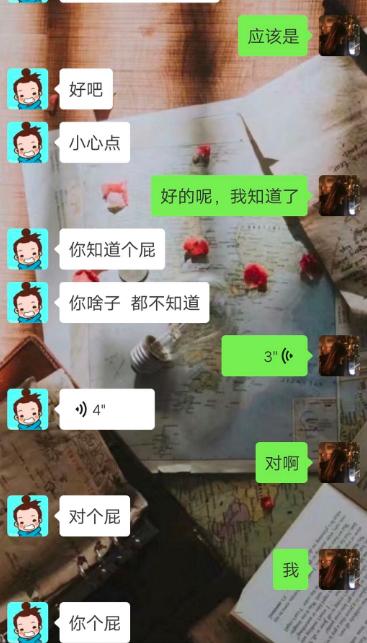 应该是
好吧
小心点
好的呢，我知道了
你知道个屁
你啥子 都不知道
3"
4"
对啊
对个屁
我
你个屁